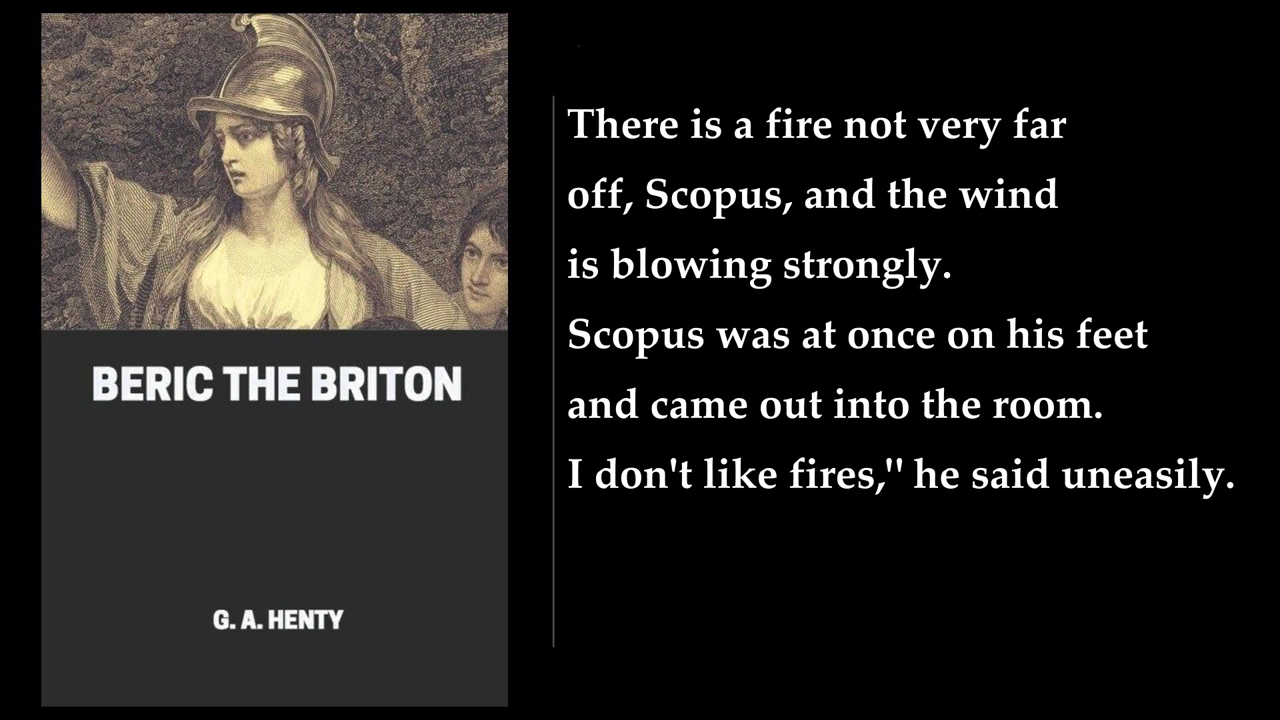 BERIC THE BRITON
G. A. HENTY
There is a fire not very far
off, Scopus, and the wind
is blowing strongly.
Scopus was at once on his feet
and came out into the room.
I don't like fires," he said uneasily.